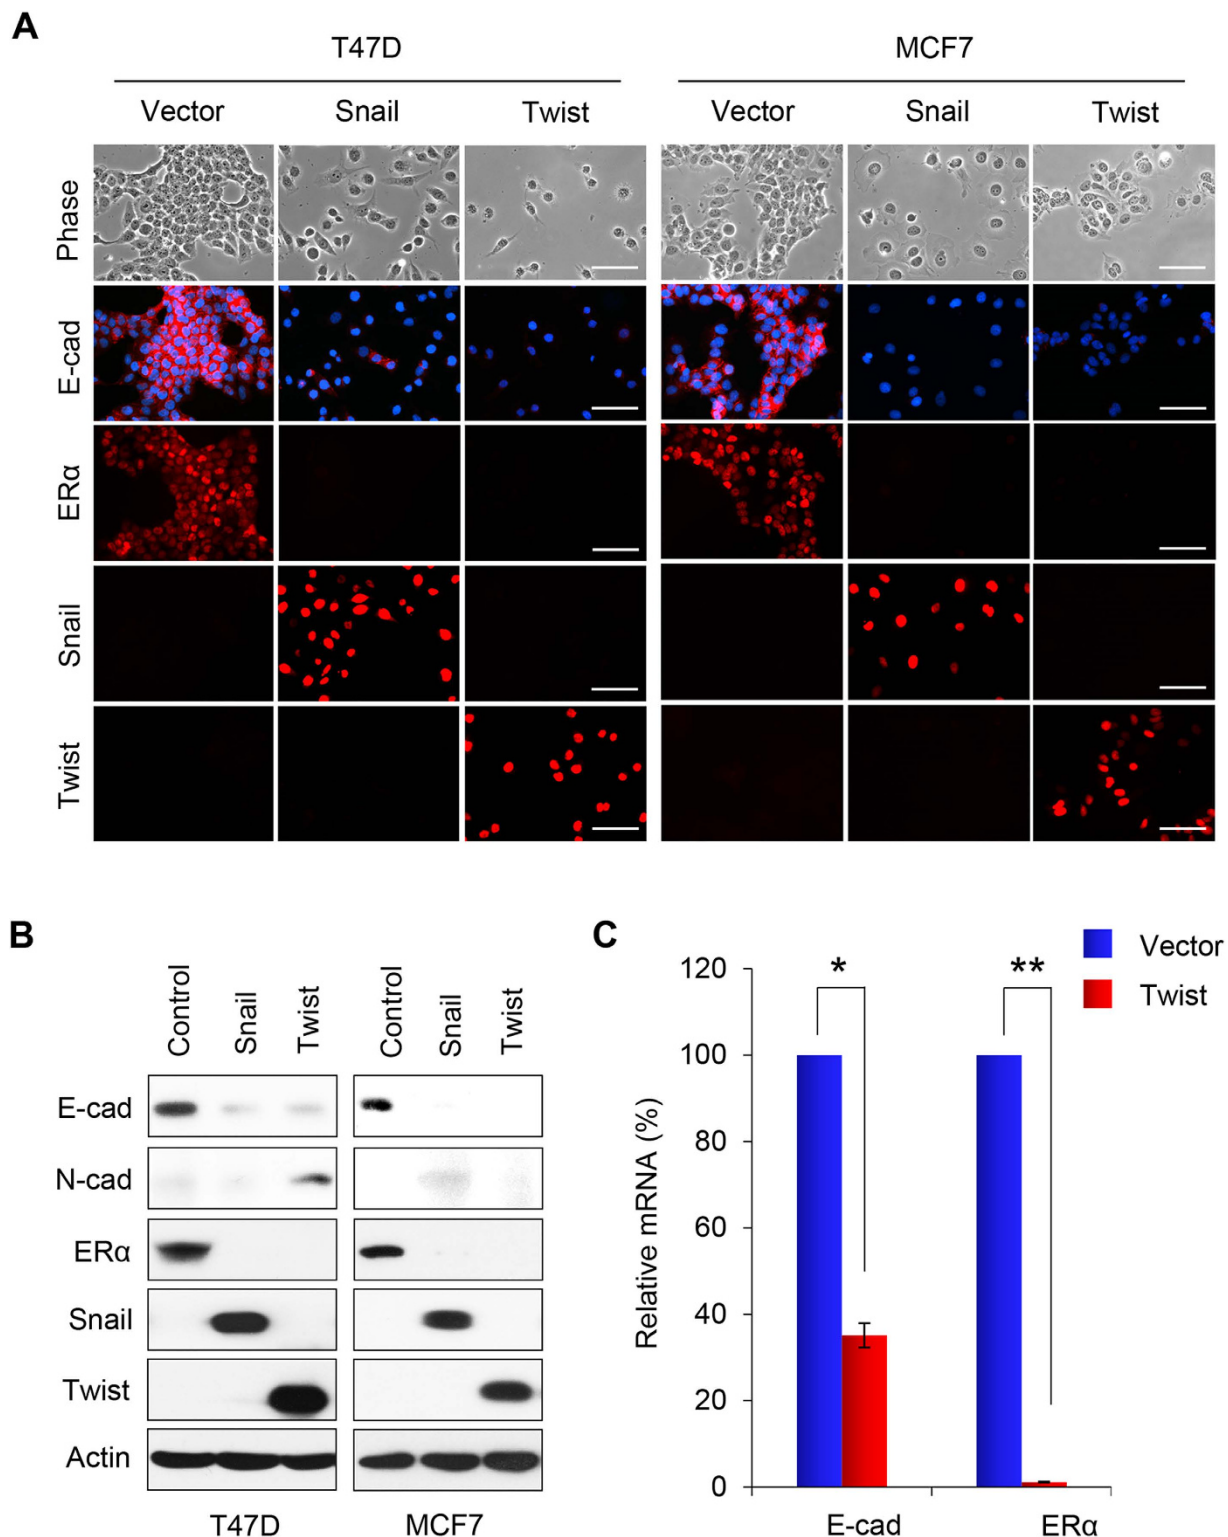 A
T47D MCF7
Vector Snail Twist Vector Snail Twist
Phase
E-cad
ERα
Snail
Twist
B
Control Snail Twist Control Snail Twist
E-cad
N-cad
ERα
Snail
Twist
Actin
T47D MCF7
C
Vector
Twist
* **
Relative mRNA (%)
120
100
80
60
40
20
0
E-cad ERα